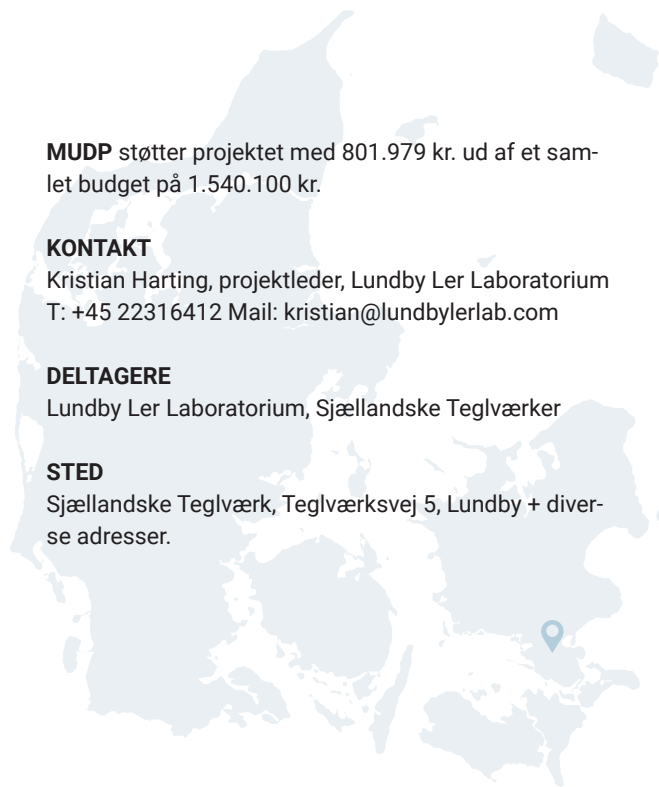 MUDP støtter projektet med 801.979 kr. ud af et sam-
let budget på 1.540.100 kr.
KONTAKT
Kristian Harting, projektleder, Lundby Ler Laboratorium
T: +45 22316412 Mail: kristian@lundbylerlab.com
DELTAGERE
Lundby Ler Laboratorium, Sjællandske Teglværker
STED
Sjællandske Teglværk, Teglværksvej 5, Lundby + diver-
se adresser.